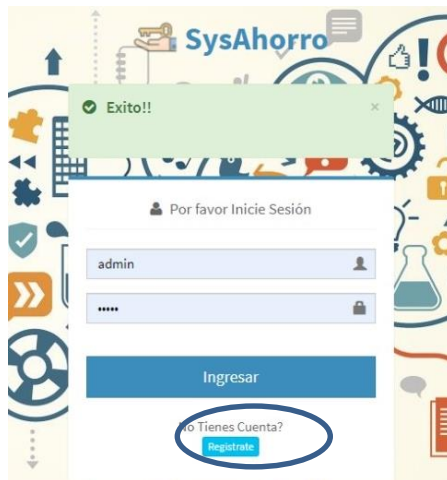 SysAhorro
Exito!!
×
Por favor Inicie Sesión
admin
•••••
Ingresar
No Tienes Cuenta?
Registrate